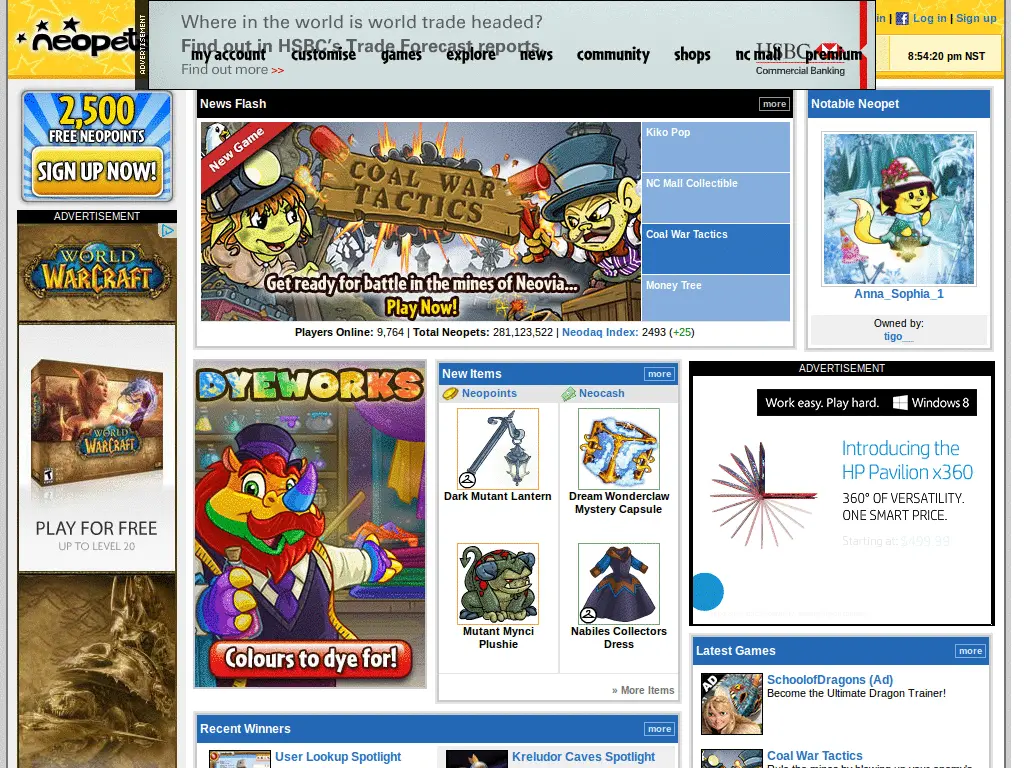 neopet
ADVERTISEMENT
Where in the world is world trade headed?
Find out in HSBC's Trade Forecast reports.
Find out more >>
HSBC
Commercial Banking
in | Log in | Sign up
my account customise games explore news community shops nc mall premium
8:54:20 pm NST
2,500
FREE NEOPOINTS
SIGN UP NOW!
ADVERTISEMENT
WORLD
WARCRAFT
WORLD
WARCRAFT
PLAY FOR FREE
UP TO LEVEL 20
News Flash more
New Game
COAL WAR
TACTICS
Get ready for battle in the mines of Neovia...
Play Now!
Kiko Pop
NC Mall Collectible
Coal War Tactics
Money Tree
Players Online: 9,764 | Total Neopets: 281,123,522 | Neodaq Index: 2493 (+25)
Notable Neopet
Anna_Sophia_1
Owned by:
tigo__
DYEWORKS
Colours to dye for!
New Items more
Neopoints Neocash
Dark Mutant Lantern
Dream Wonderclaw
Mystery Capsule
Mutant Mynci
Plushie
Nabiles Collectors
Dress
» More Items
ADVERTISEMENT
Work easy. Play hard. Windows 8
Introducing the
HP Pavilion x360
360° OF VERSATILITY.
ONE SMART PRICE.
Starting at: $499.99
Latest Games more
AD
SchoolofDragons (Ad)
Become the Ultimate Dragon Trainer!
Coal War Tactics
Recent Winners more
User Lookup Spotlight
Kreludor Caves Spotlight